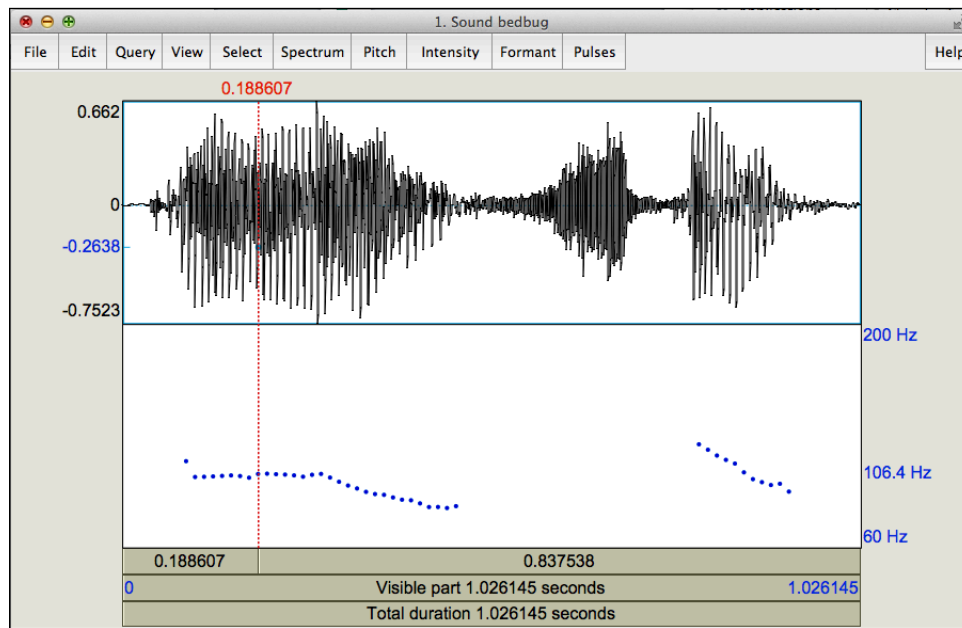 1. Sound bedbug
File Edit Query View Select Spectrum Pitch Intensity Formant Pulses Help
0.188607
0.662
0
-0.2638
-0.7523
200 Hz
106.4 Hz
60 Hz
0.188607 0.837538
0 Visible part 1.026145 seconds 1.026145
Total duration 1.026145 seconds